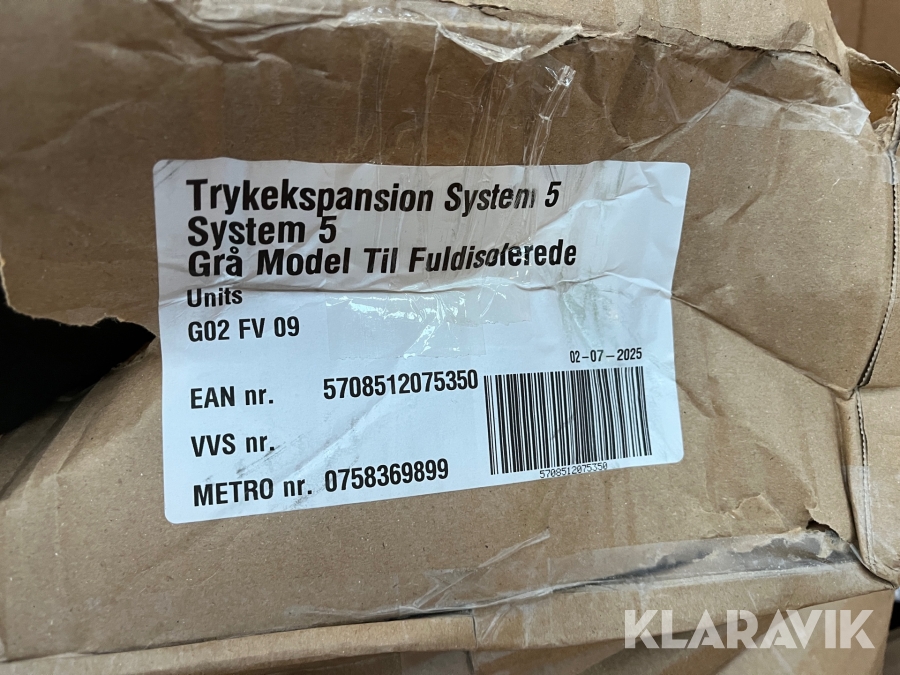 Trykekspansion System 5
System 5
Grå Model Til Fuldisolerede
Units
G02 FV 09
02-07-2025
EAN nr. 5708512075350
VVS nr.
METRO nr. 0758369899
5708512075350
KLARAVIK